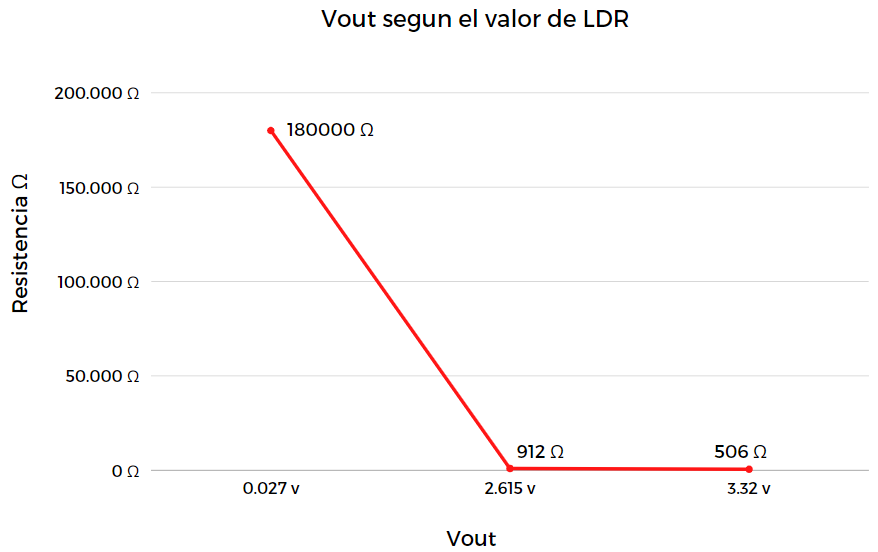 Vout segun el valor de LDR
200.000 Ω
180000 Ω
150.000 Ω
Resistencia Ω
100.000 Ω
50.000 Ω
912 Ω
506 Ω
0 Ω
0.027 v
2.615 v
3.32 v
Vout